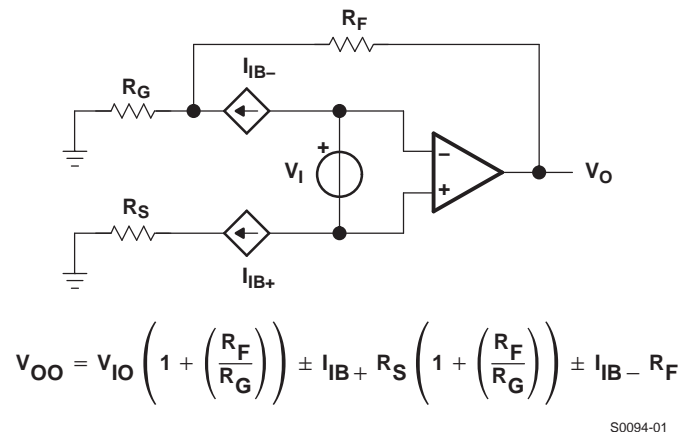 R_F
I_IB–
R_G
+
V_I
–
+
V_O
R_S
I_IB+
V_OO = V_IO ( 1 + ( R_F / R_G ) ) ± I_IB+ R_S ( 1 + ( R_F / R_G ) ) ± I_IB– R_F
S0094-01